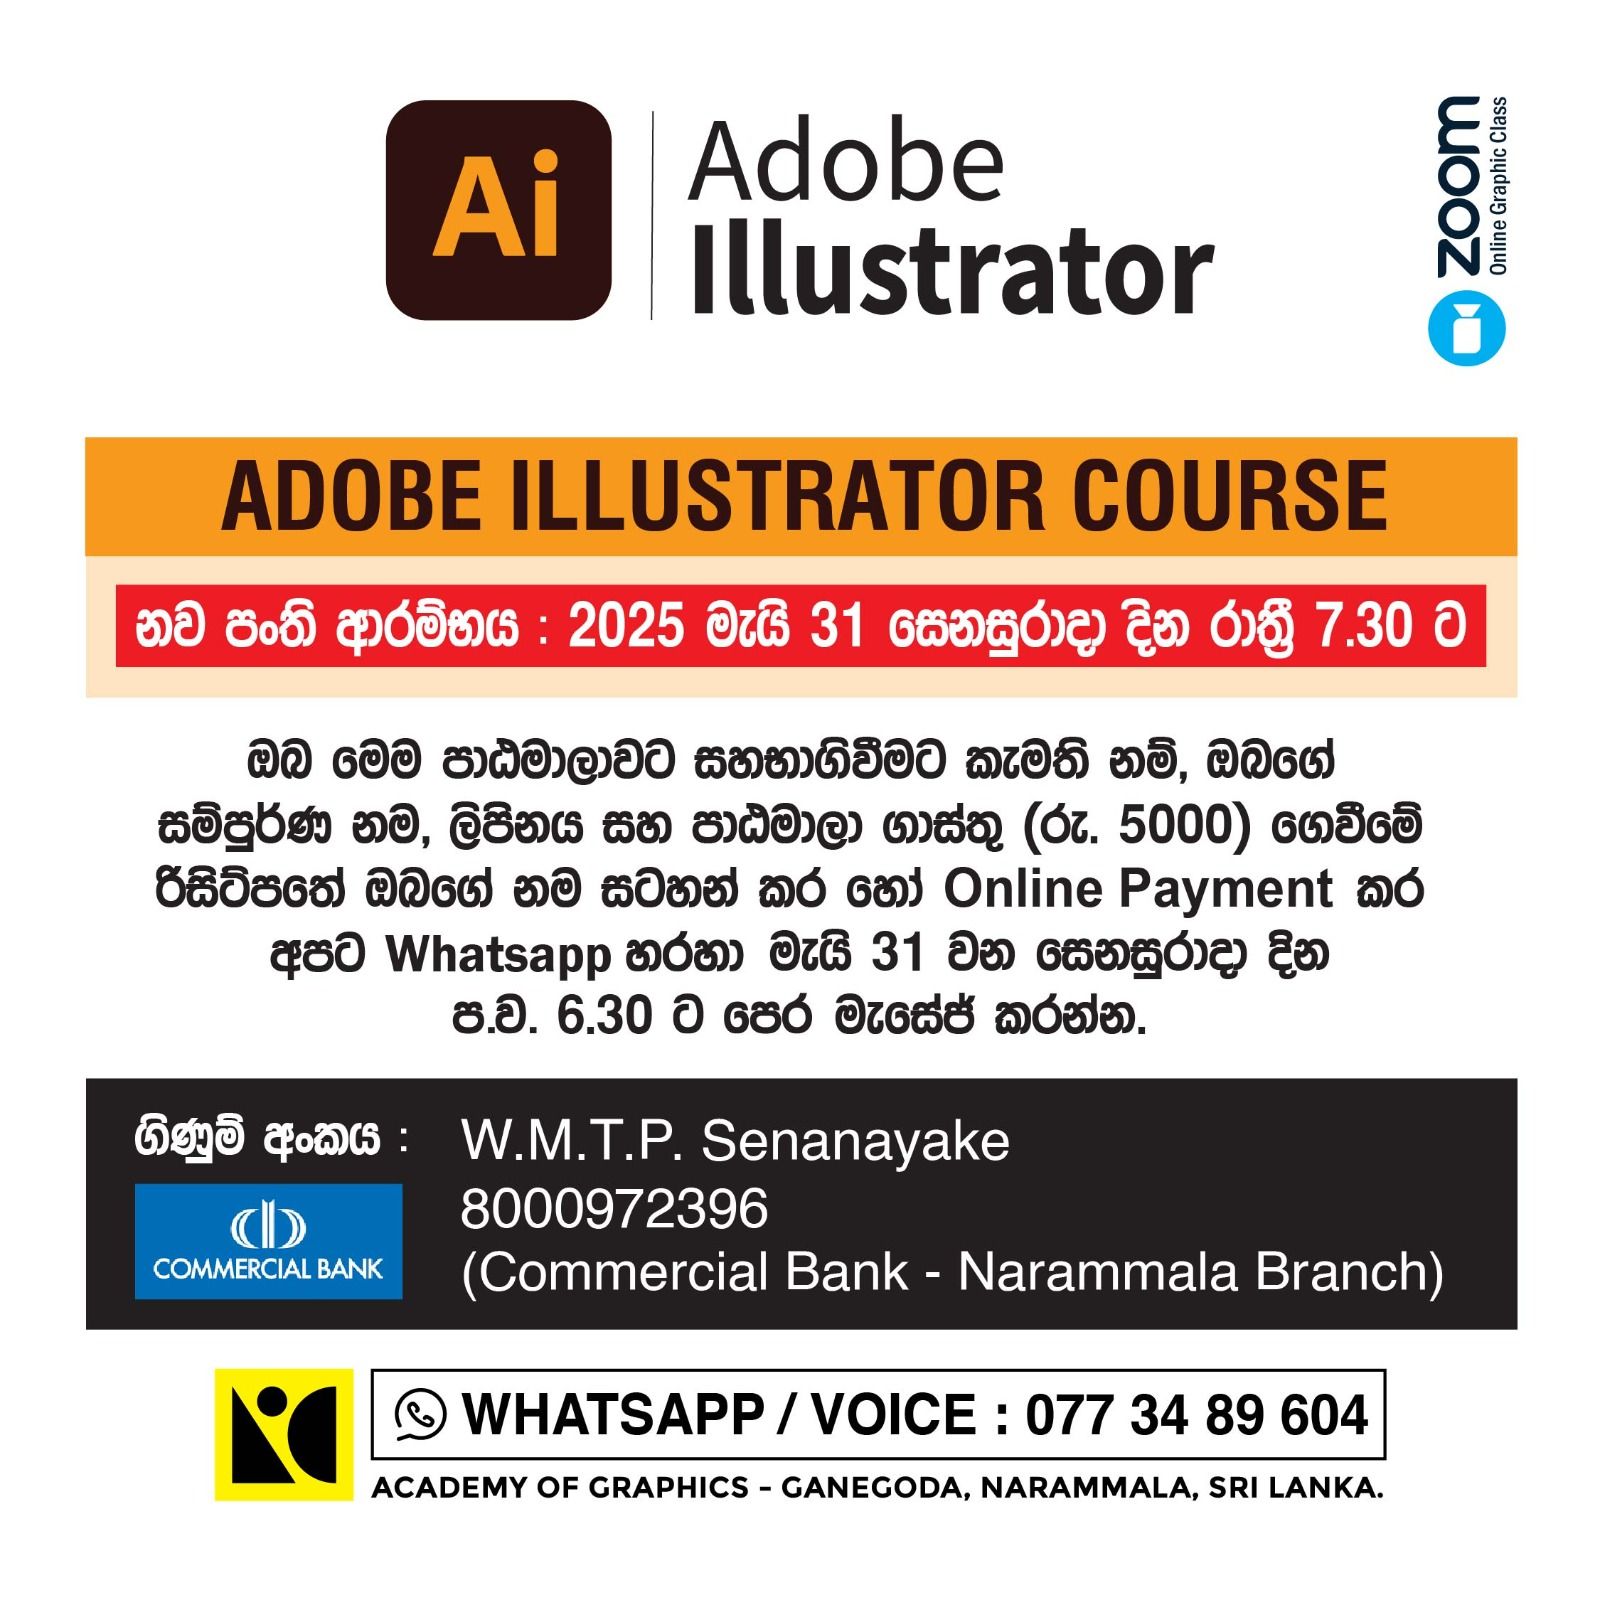 Ai
Adobe
Illustrator
zoom
Online Graphic Class
ADOBE ILLUSTRATOR COURSE
නව පංති ආරම්භය : 2025 මැයි 31 සෙනසුරාදා දින රාත්‍රී 7.30 ට
ඔබ මෙම පාඨමාලාවට සහභාගිවීමට කැමති නම්, ඔබගේ
සම්පුර්ණ නම, ලිපිනය සහ පාඨමාලා ගාස්තු (රු. 5000) ගෙවීමේ
රිසිට්පතේ ඔබගේ නම සටහන් කර හෝ Online Payment කර
අපට Whatsapp හරහා මැයි 31 වන සෙනසුරාදා දින
ප.ව. 6.30 ට පෙර මැසේජ් කරන්න.
ගිණුම් අංකය : W.M.T.P. Senanayake
8000972396
COMMERCIAL BANK
(Commercial Bank - Narammala Branch)
WHATSAPP / VOICE : 077 34 89 604
ACADEMY OF GRAPHICS - GANEGODA, NARAMMALA, SRI LANKA.